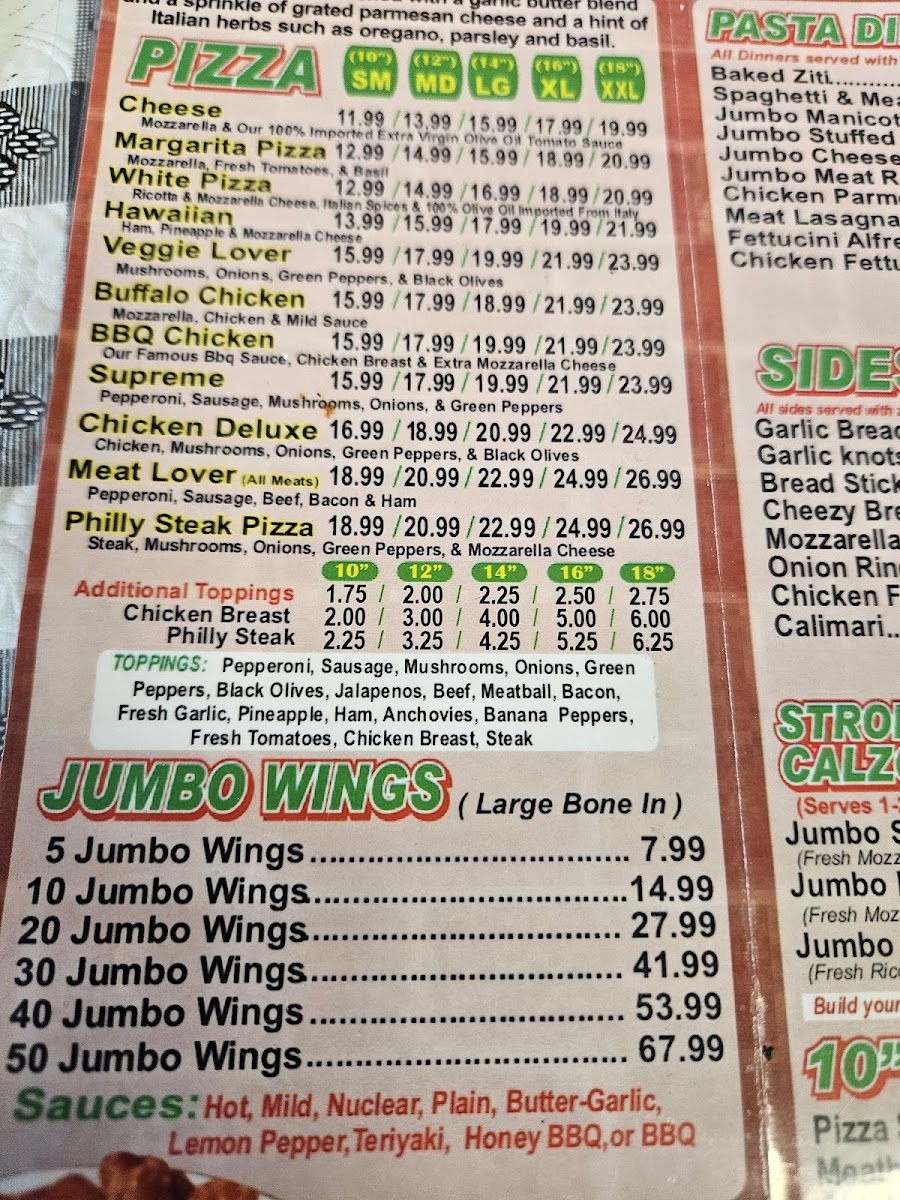 and a sprinkle of grated parmesan cheese and a hint of
Italian herbs such as oregano, parsley and basil.
PIZZA
(10") (12") (14") (16") (18")
SM MD LG XL XXL
Cheese 11.99 / 13.99 / 15.99 / 17.99 / 19.99
Mozzarella & Our 100% Imported Extra Virgin Olive Oil Tomato Sauce
Margarita Pizza 12.99 / 14.99 / 15.99 / 18.99 / 20.99
Mozzarella, Fresh Tomatoes, & Basil
White Pizza 12.99 / 14.99 / 16.99 / 18.99 / 20.99
Ricotta & Mozzarella Cheese, Italian Spices & 100% Olive Oil Imported From Italy
Hawaiian 13.99 / 15.99 / 17.99 / 19.99 / 21.99
Ham, Pineapple & Mozzarella Cheese
Veggie Lover 15.99 / 17.99 / 19.99 / 21.99 / 23.99
Mushrooms, Onions, Green Peppers, & Black Olives
Buffalo Chicken 15.99 / 17.99 / 18.99 / 21.99 / 23.99
Mozzarella, Chicken & Mild Sauce
BBQ Chicken 15.99 / 17.99 / 19.99 / 21.99 / 23.99
Our Famous Bbq Sauce, Chicken Breast & Extra Mozzarella Cheese
Supreme 15.99 / 17.99 / 19.99 / 21.99 / 23.99
Pepperoni, Sausage, Mushrooms, Onions, & Green Peppers
Chicken Deluxe 16.99 / 18.99 / 20.99 / 22.99 / 24.99
Chicken, Mushrooms, Onions, Green Peppers, & Black Olives
Meat Lover (All Meats) 18.99 / 20.99 / 22.99 / 24.99 / 26.99
Pepperoni, Sausage, Beef, Bacon & Ham
Philly Steak Pizza 18.99 / 20.99 / 22.99 / 24.99 / 26.99
Steak, Mushrooms, Onions, Green Peppers, & Mozzarella Cheese
10" 12" 14" 16" 18"
Additional Toppings 1.75 / 2.00 / 2.25 / 2.50 / 2.75
Chicken Breast 2.00 / 3.00 / 4.00 / 5.00 / 6.00
Philly Steak 2.25 / 3.25 / 4.25 / 5.25 / 6.25
TOPPINGS: Pepperoni, Sausage, Mushrooms, Onions, Green
Peppers, Black Olives, Jalapenos, Beef, Meatball, Bacon,
Fresh Garlic, Pineapple, Ham, Anchovies, Banana Peppers,
Fresh Tomatoes, Chicken Breast, Steak
JUMBO WINGS (Large Bone In)
5 Jumbo Wings................................ 7.99
10 Jumbo Wings................................14.99
20 Jumbo Wings................................ 27.99
30 Jumbo Wings................................ 41.99
40 Jumbo Wings................................ 53.99
50 Jumbo Wings................................ 67.99
Sauces: Hot, Mild, Nuclear, Plain, Butter-Garlic,
Lemon Pepper, Teriyaki, Honey BBQ, or BBQ
PASTA DI
All Dinners served with
Baked Ziti.........
Spaghetti & Mea
Jumbo Manicot
Jumbo Stuffed
Jumbo Cheese
Jumbo Meat R
Chicken Parm
Meat Lasagna
Fettucini Alfre
Chicken Fettu
SIDES
All sides served with
Garlic Bread
Garlic knots
Bread Stick
Cheezy Bre
Mozzarella
Onion Rin
Chicken F
Calimari..
STRO
CALZ
(Serves 1-
Jumbo S
(Fresh Mozz
Jumbo
(Fresh Moz
Jumbo
(Fresh Rico
Build your
10"
Pizza
Meatb